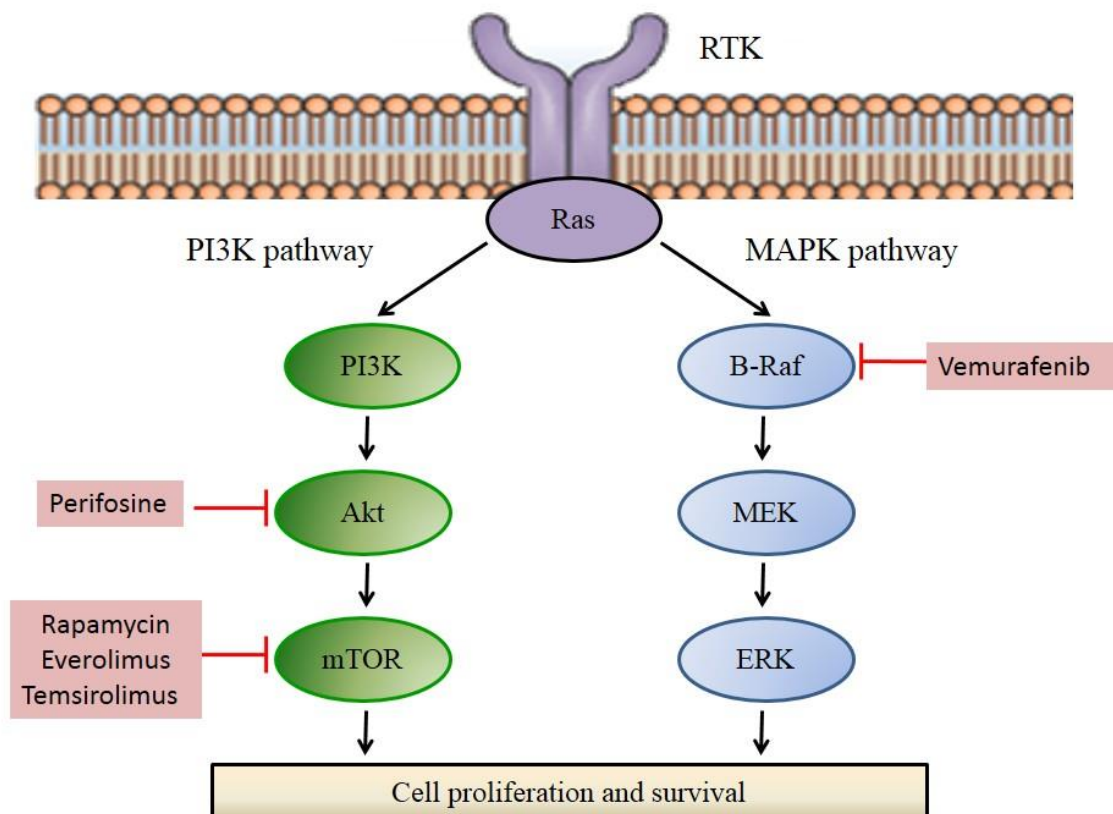 RTK
Ras
PI3K pathway
MAPK pathway
PI3K
B-Raf
Vemurafenib
Perifosine
Akt
MEK
Rapamycin
Everolimus
Temsirolimus
mTOR
ERK
Cell proliferation and survival